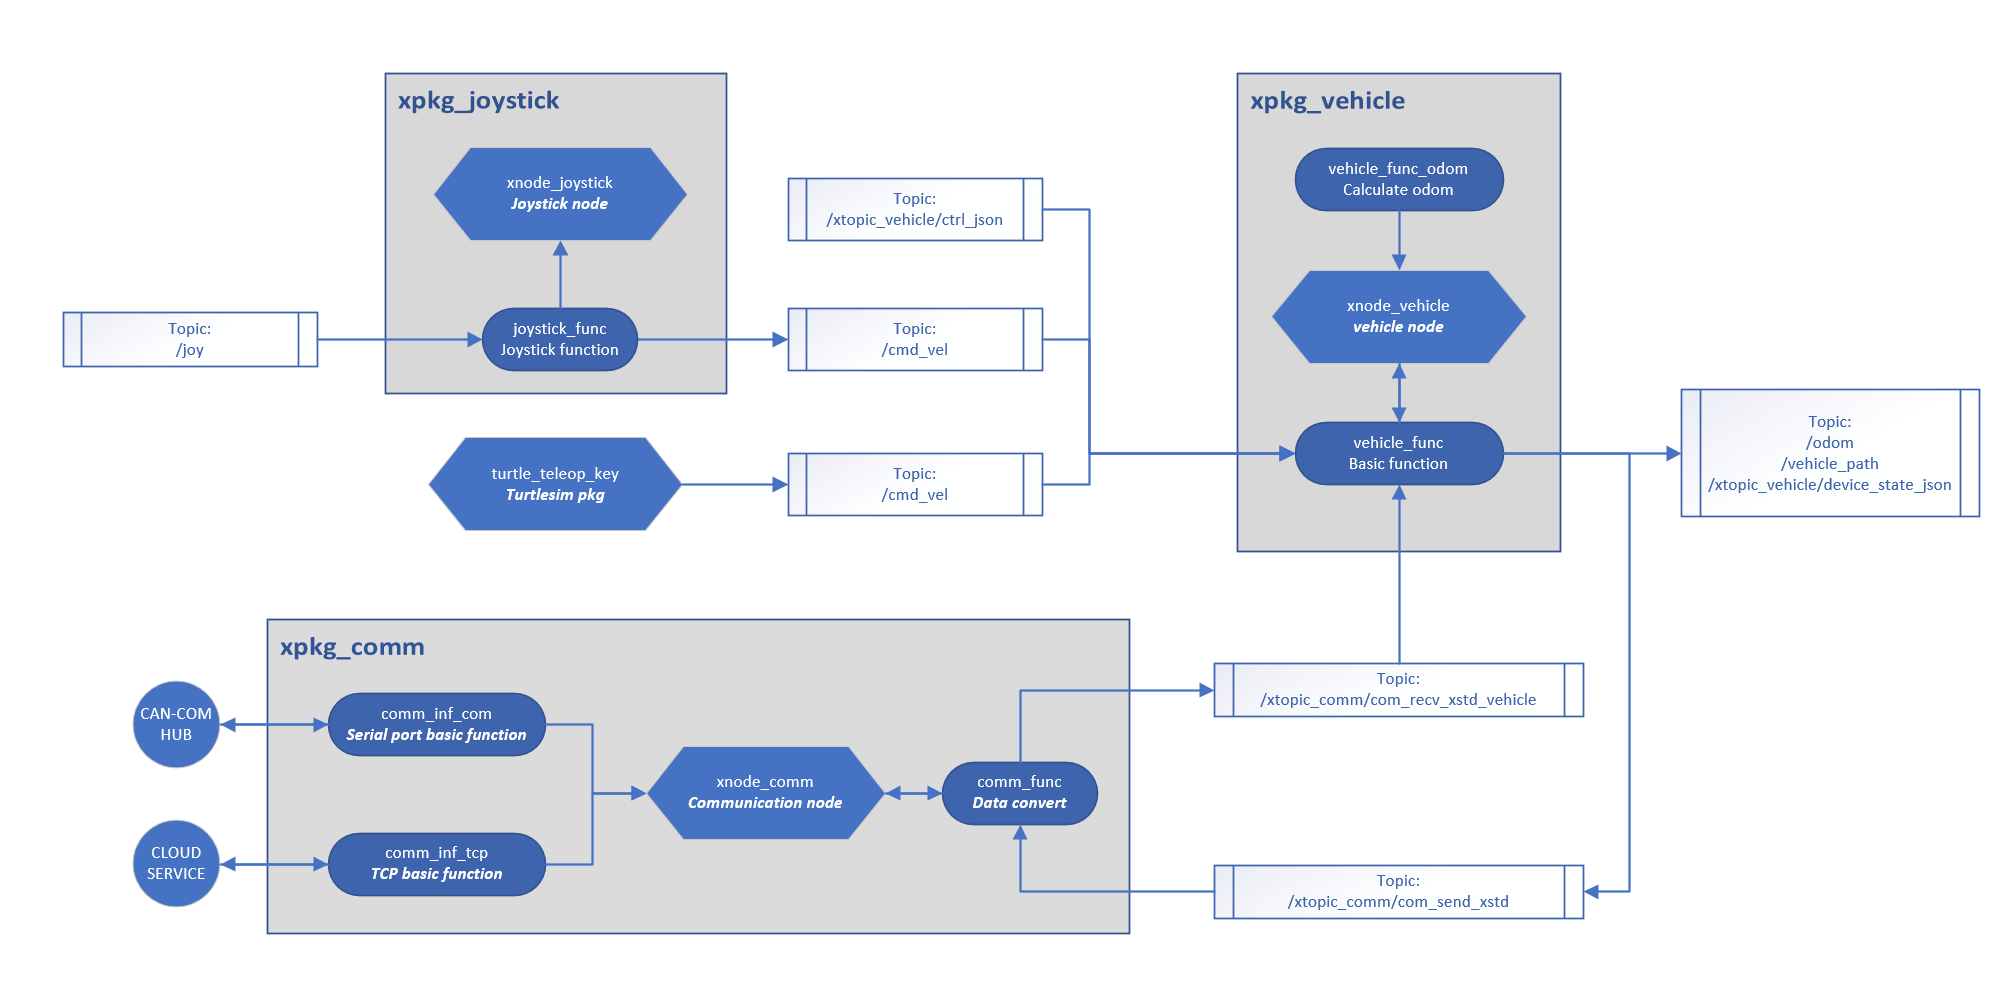 xpkg_joystick
xnode_joystick
Joystick node
joystick_func
Joystick function
Topic:
/joy
Topic:
/xtopic_vehicle/ctrl_json
Topic:
/cmd_vel
turtle_teleop_key
Turtlesim pkg
Topic:
/cmd_vel
xpkg_vehicle
vehicle_func_odom
Calculate odom
xnode_vehicle
vehicle node
vehicle_func
Basic function
Topic:
/odom
/vehicle_path
/xtopic_vehicle/device_state_json
xpkg_comm
CAN-COM
HUB
comm_inf_com
Serial port basic function
CLOUD
SERVICE
comm_inf_tcp
TCP basic function
xnode_comm
Communication node
comm_func
Data convert
Topic:
/xtopic_comm/com_recv_xstd_vehicle
Topic:
/xtopic_comm/com_send_xstd